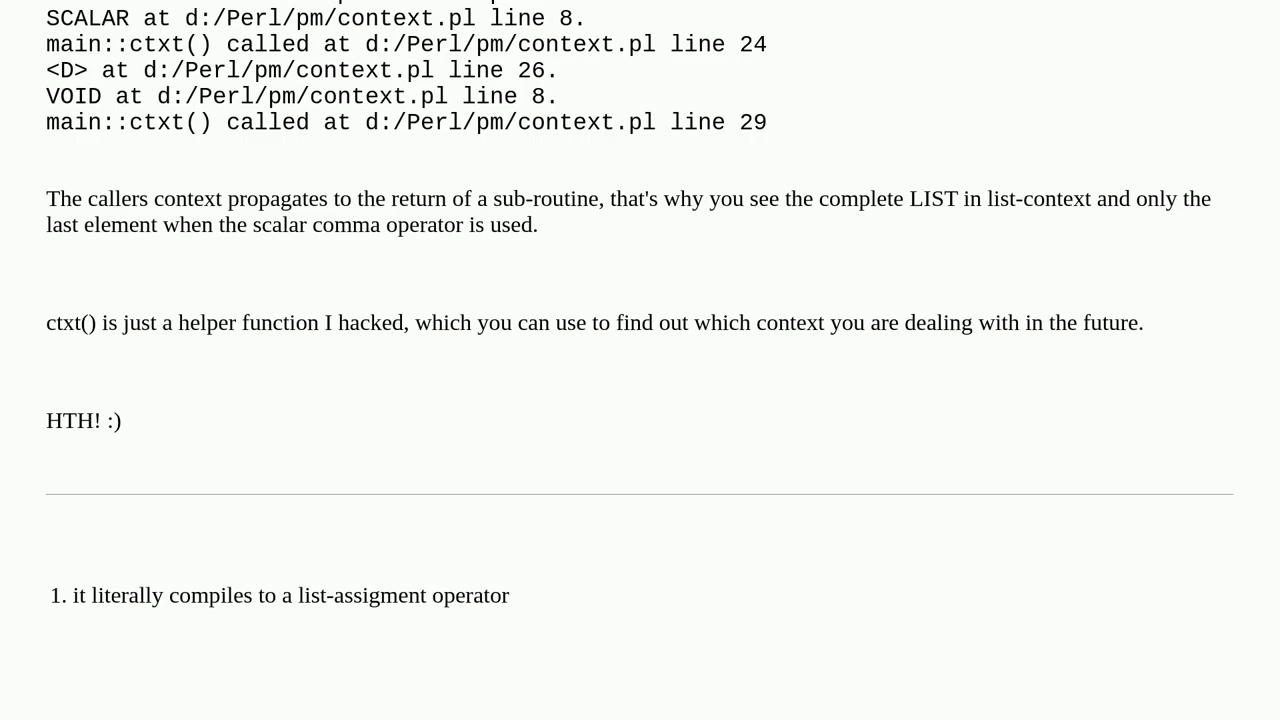 SCALAR at d:/Perl/pm/context.pl line 8.
main::ctxt() called at d:/Perl/pm/context.pl line 24
<D> at d:/Perl/pm/context.pl line 26.
VOID at d:/Perl/pm/context.pl line 8.
main::ctxt() called at d:/Perl/pm/context.pl line 29
The callers context propagates to the return of a sub-routine, that's why you see the complete LIST in list-context and only the
last element when the scalar comma operator is used.
ctxt() is just a helper function I hacked, which you can use to find out which context you are dealing with in the future.
HTH! :)
1. it literally compiles to a list-assigment operator